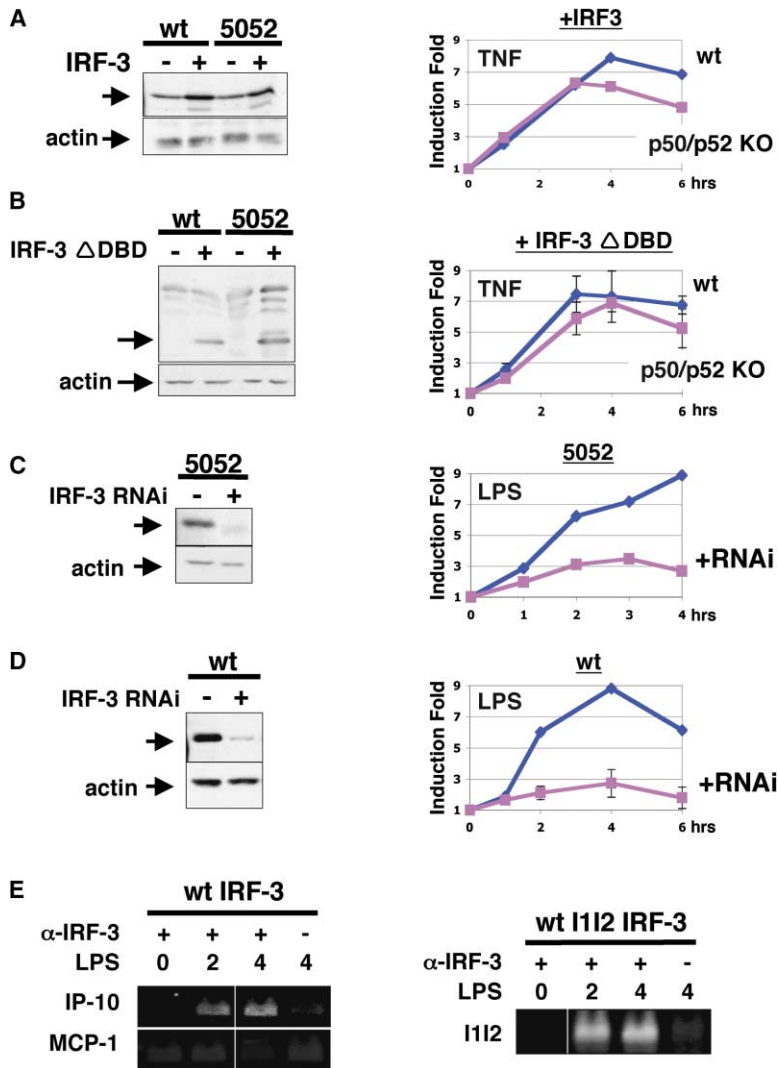 A
wt 5052
IRF-3 - + - +
actin
+IRF3
Induction Fold
9
7
5
3
1
TNF
wt
p50/p52 KO
0 2 4 6 hrs
B
wt 5052
IRF-3 △DBD - + - +
actin
+ IRF-3 △DBD
Induction Fold
9
7
5
3
1
TNF
wt
p50/p52 KO
0 2 4 6 hrs
C
5052
IRF-3 RNAi - +
actin
5052
Induction Fold
9
7
5
3
1
LPS
+RNAi
0 1 2 3 4 hrs
D
wt
IRF-3 RNAi - +
actin
wt
Induction Fold
9
7
5
3
1
LPS
+RNAi
0 2 4 6 hrs
E
wt IRF-3
α-IRF-3 + + + -
LPS 0 2 4 4
IP-10
MCP-1
wt I1I2 IRF-3
α-IRF-3 + + + -
LPS 0 2 4 4
I1I2